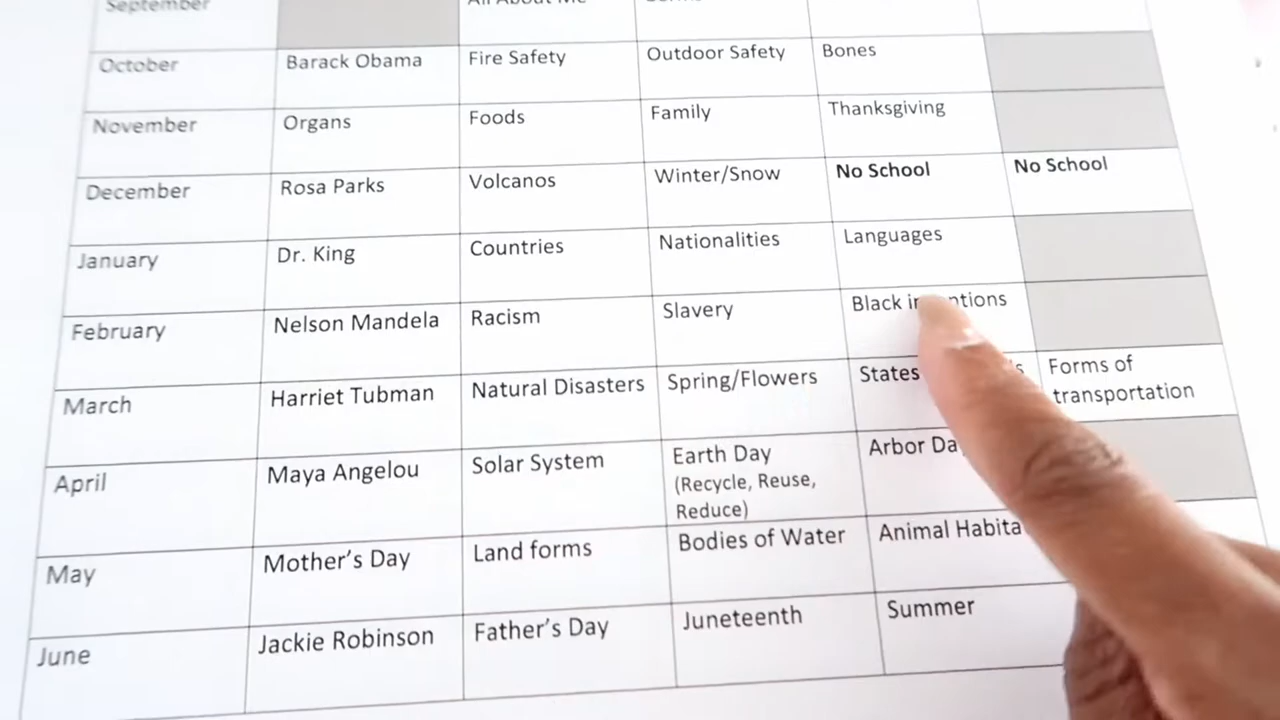 September
October Barack Obama Fire Safety Outdoor Safety Bones
November Organs Foods Family Thanksgiving
December Rosa Parks Volcanos Winter/Snow No School No School
January Dr. King Countries Nationalities Languages
February Nelson Mandela Racism Slavery Black
March Harriet Tubman Natural Disasters Spring/Flowers States Forms of
transportation
April Maya Angelou Solar System Earth Day Arbor
(Recycle, Reuse,
Reduce)
May Mother's Day Land forms Bodies of Water Animal
June Jackie Robinson Father's Day Juneteenth Summer